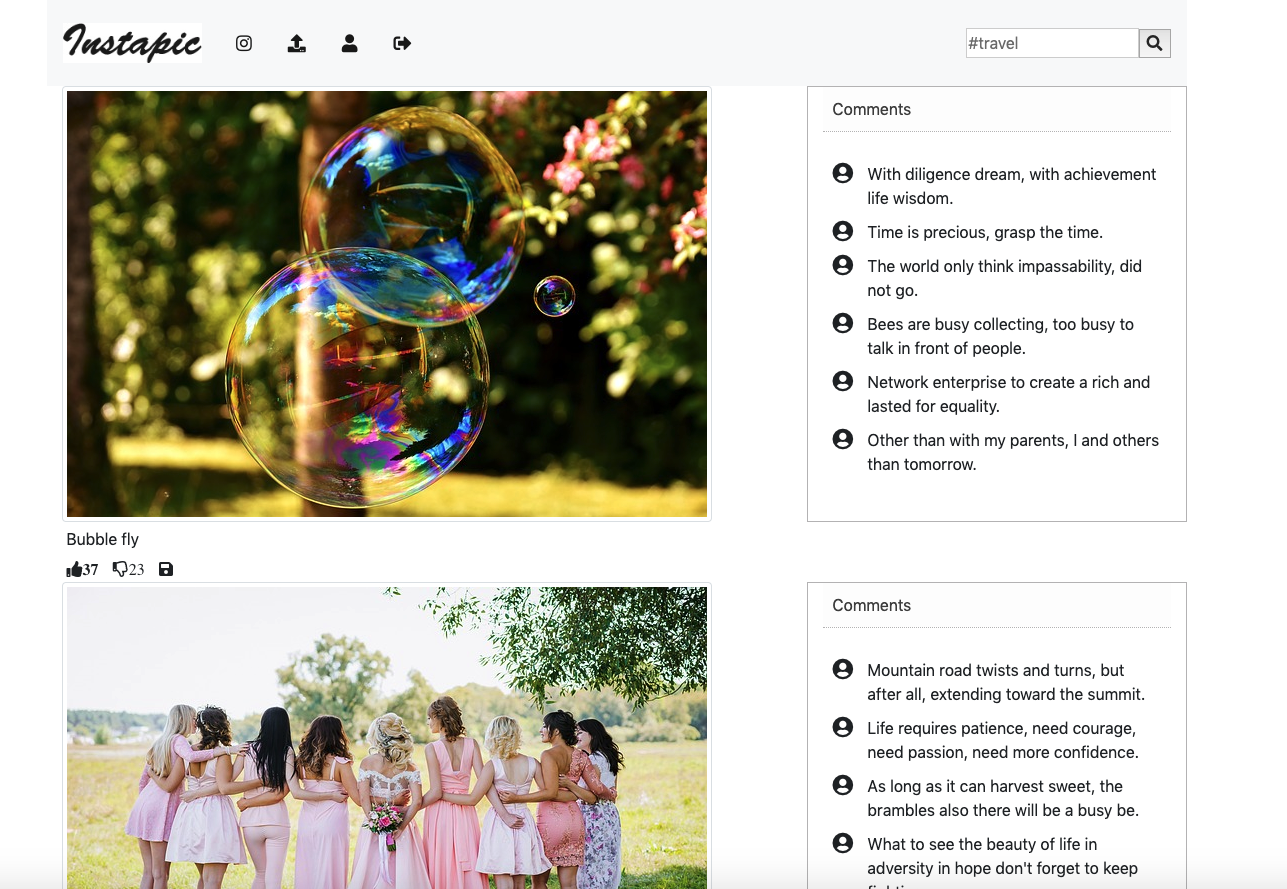 Instapic
#travel
Comments
With diligence dream, with achievement
life wisdom.
Time is precious, grasp the time.
The world only think impassability, did
not go.
Bees are busy collecting, too busy to
talk in front of people.
Network enterprise to create a rich and
lasted for equality.
Other than with my parents, I and others
than tomorrow.
Bubble fly
37 23
Comments
Mountain road twists and turns, but
after all, extending toward the summit.
Life requires patience, need courage,
need passion, need more confidence.
As long as it can harvest sweet, the
brambles also there will be a busy be.
What to see the beauty of life in
adversity in hope don't forget to keep